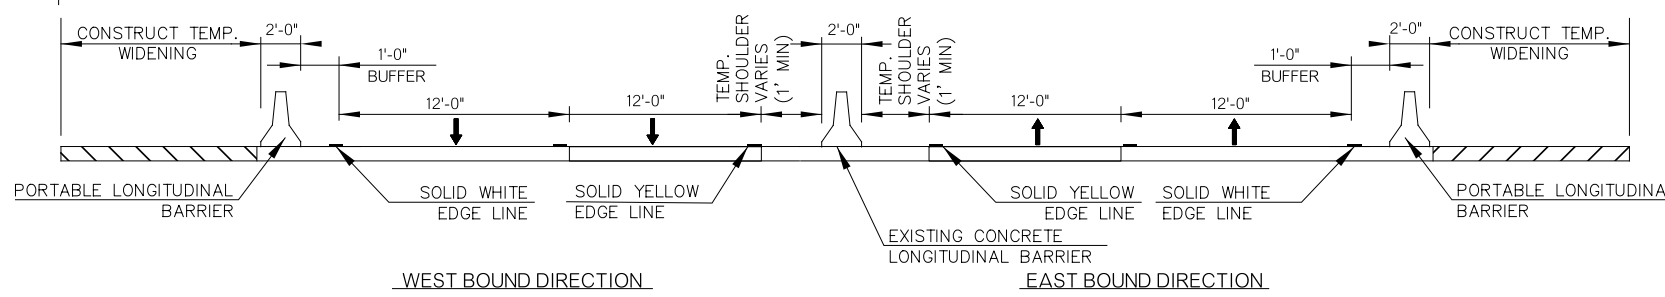 CONSTRUCT TEMP.
WIDENING
2'-0"
1'-0"
BUFFER
12'-0"
12'-0"
TEMP.
SHOULDER
VARIES
(1' MIN)
2'-0"
TEMP.
SHOULDER
VARIES
(1' MIN)
12'-0"
12'-0"
1'-0"
BUFFER
2'-0"
CONSTRUCT TEMP.
WIDENING
PORTABLE LONGITUDINAL
BARRIER
SOLID WHITE
EDGE LINE
SOLID YELLOW
EDGE LINE
EXISTING CONCRETE
LONGITUDINAL BARRIER
SOLID YELLOW
EDGE LINE
SOLID WHITE
EDGE LINE
PORTABLE LONGITUDINA
BARRIER
WEST BOUND DIRECTION
EAST BOUND DIRECTION